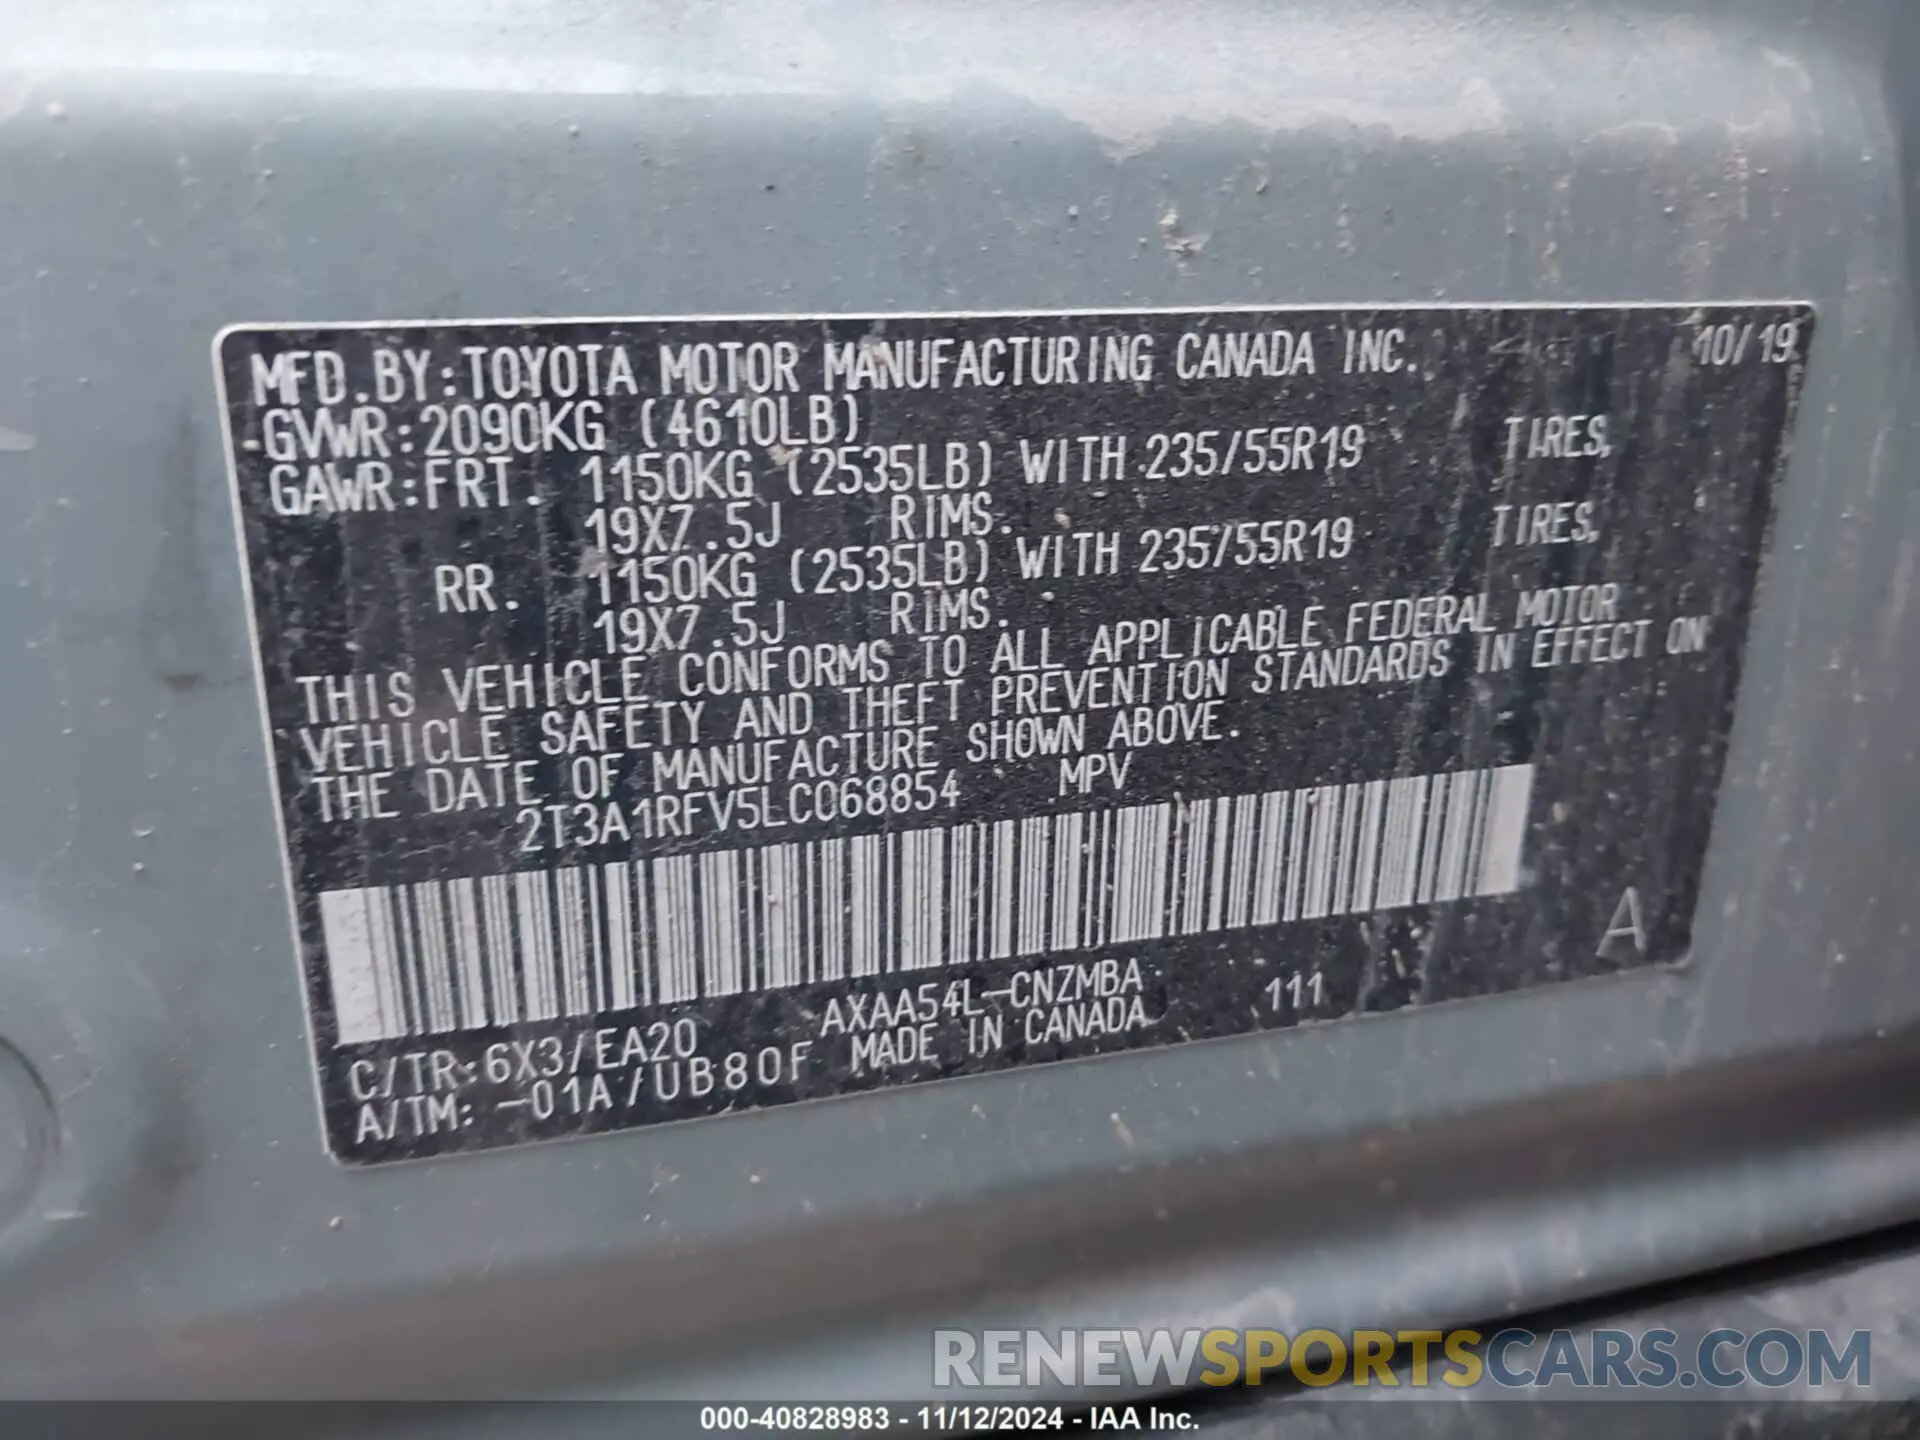 MFD.BY:TOYOTA MOTOR MANUFACTURING CANADA INC. 10/19
GVWR:2090KG (4610LB)
GAWR:FRT. 1150KG (2535LB) WITH 235/55R19 TIRES,
19X7.5J RIMS.
RR. 1150KG (2535LB) WITH 235/55R19 TIRES,
19X7.5J RIMS.
THIS VEHICLE CONFORMS TO ALL APPLICABLE FEDERAL MOTOR
VEHICLE SAFETY AND THEFT PREVENTION STANDARDS IN EFFECT ON
THE DATE OF MANUFACTURE SHOWN ABOVE.
2T3A1RFV5LC068854 MPV
A
C/TR:6X3/EA20 AXAA54L-CNZMBA 111
A/TM: -01A/UB80F MADE IN CANADA
RENEWSPORTSCARS.COM
000-40828983 - 11/12/2024 - IAA Inc.